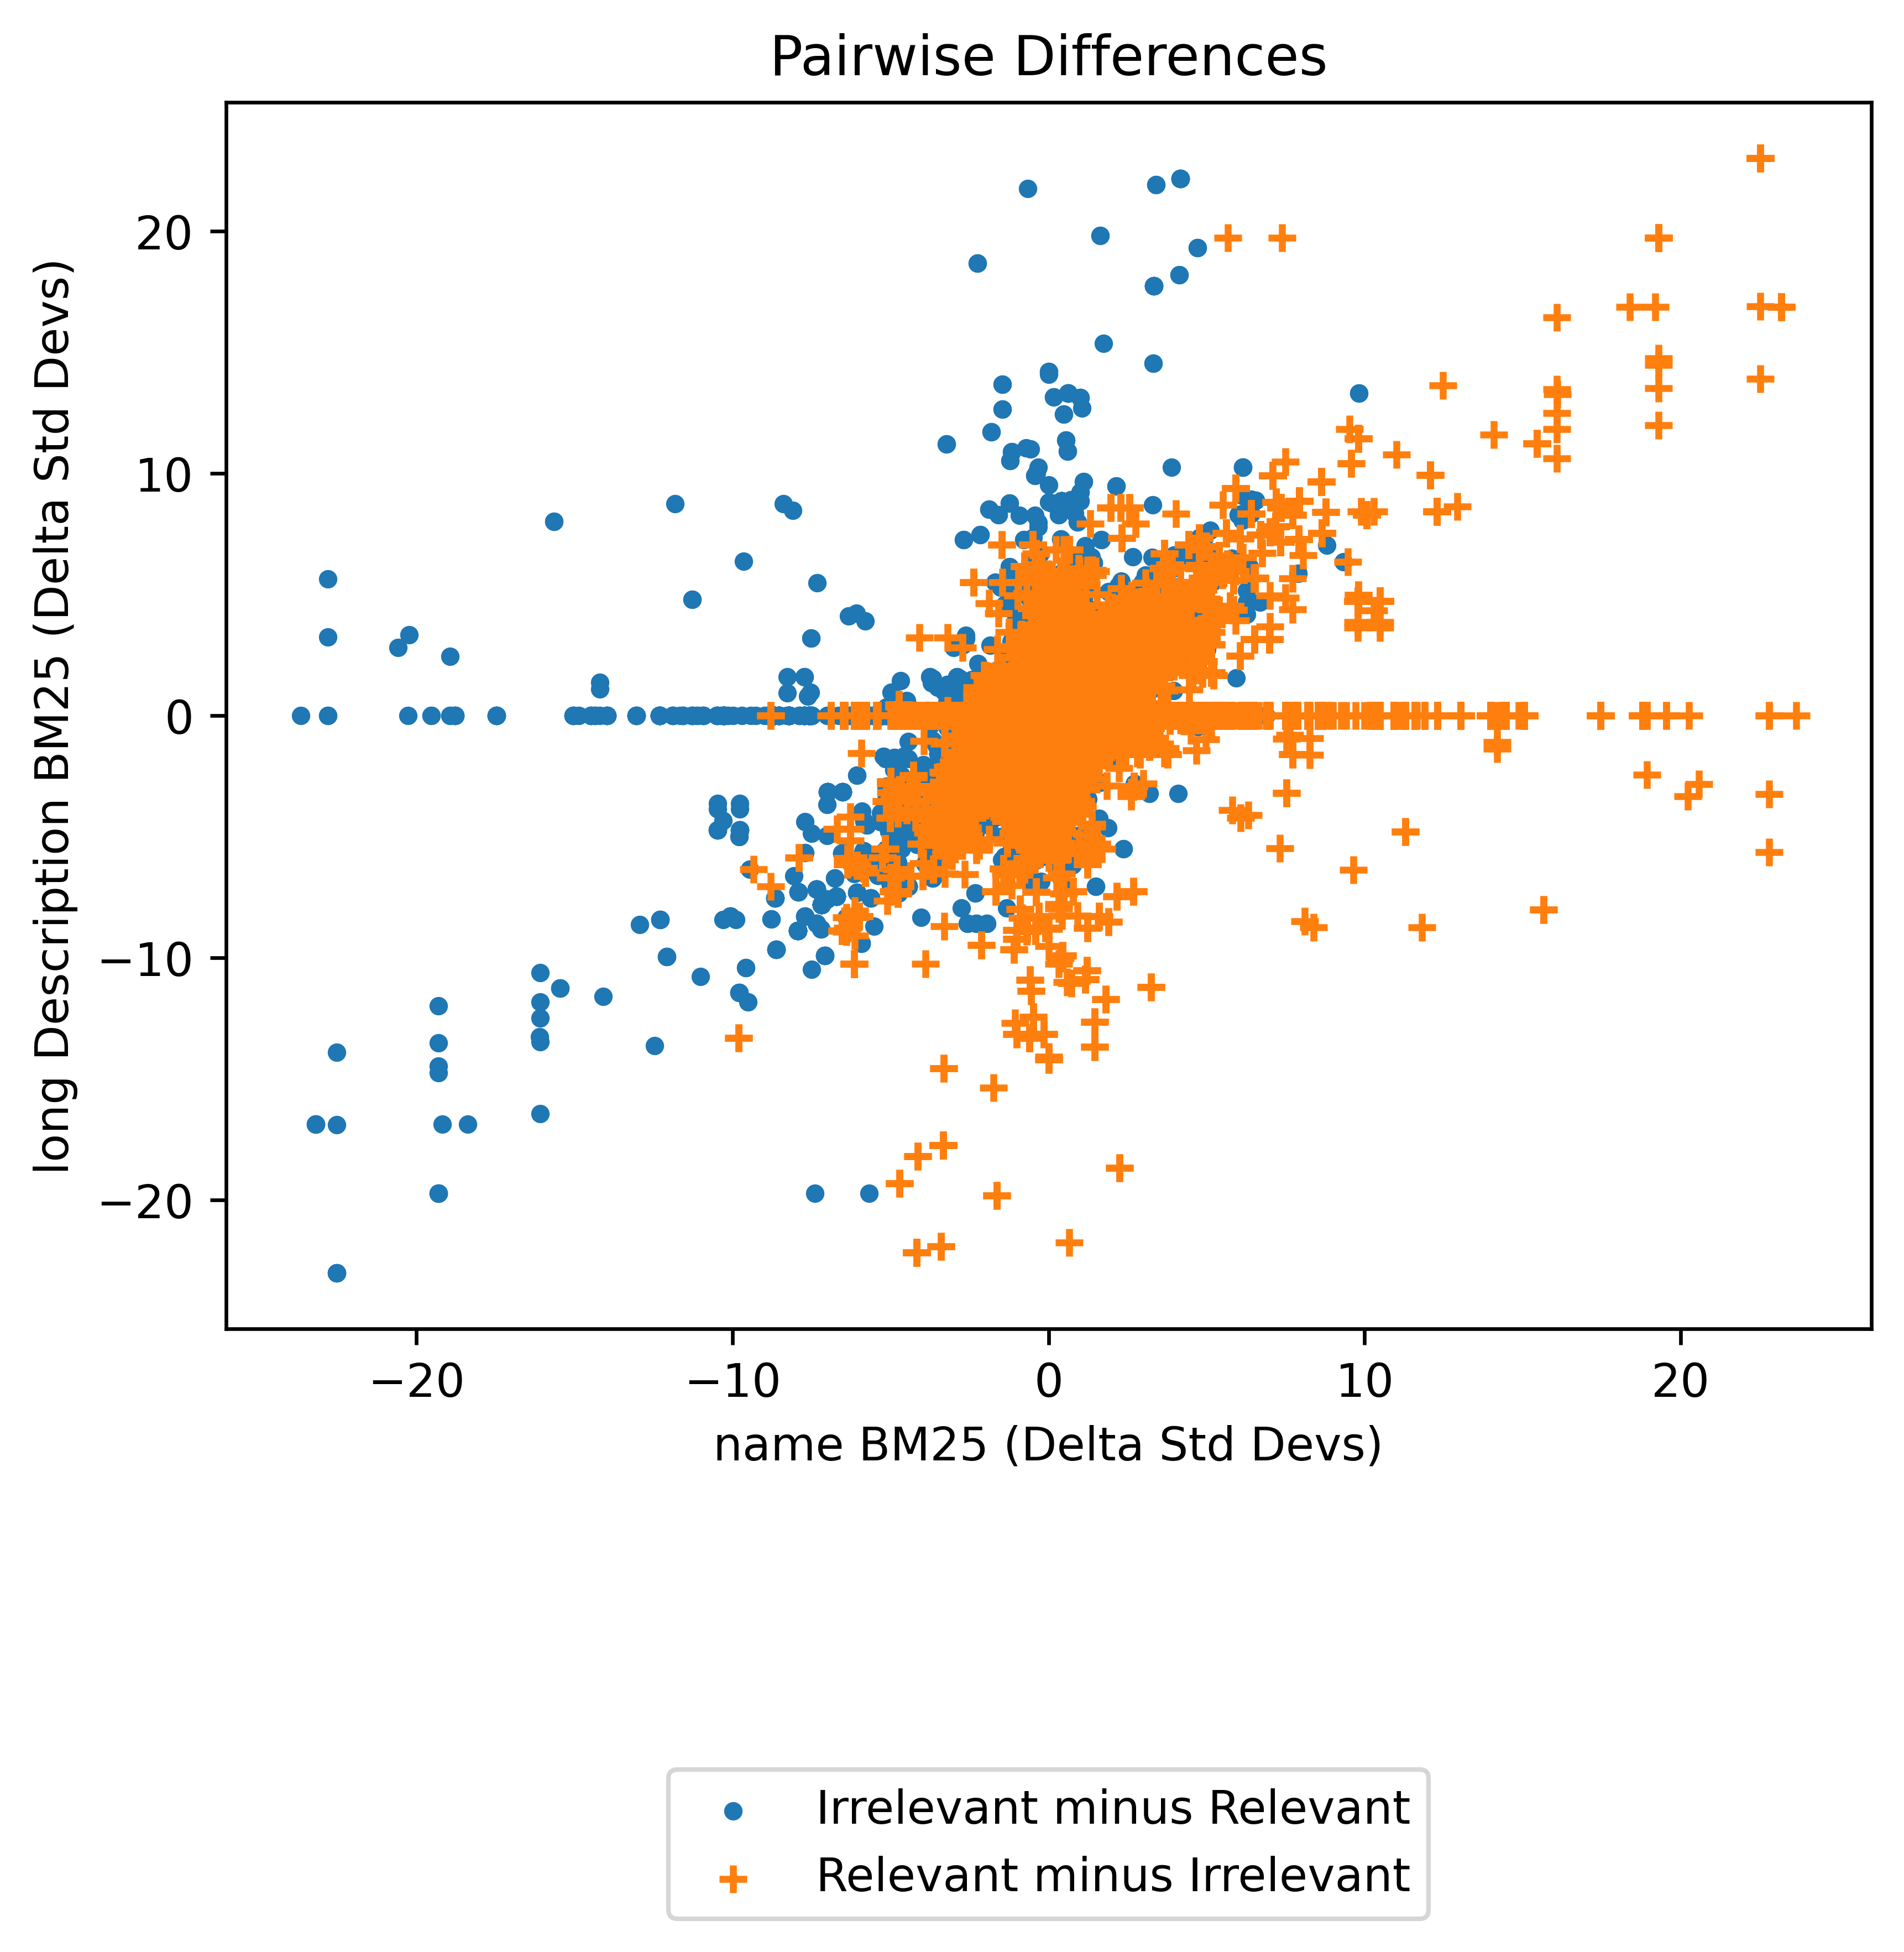 Pairwise Differences
long Description BM25 (Delta Std Devs)
20
10
0
−10
−20
−20
−10
0
10
20
name BM25 (Delta Std Devs)
Irrelevant minus Relevant
Relevant minus Irrelevant